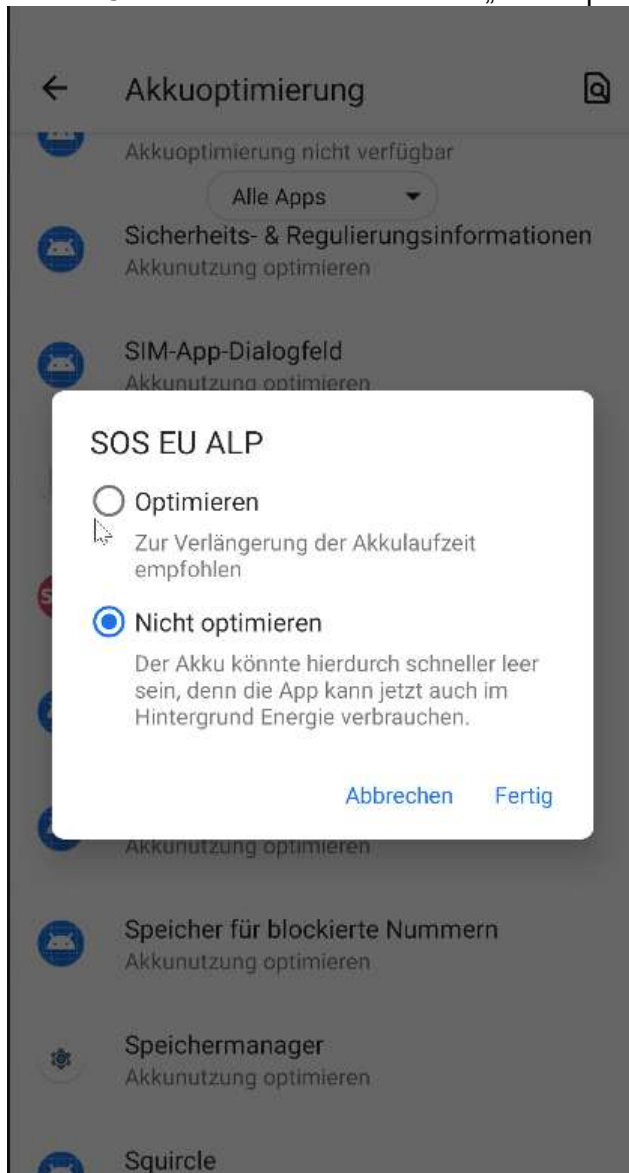 Akkuoptimierung
Akkuoptimierung nicht verfügbar
Alle Apps
Sicherheits- & Regulierungsinformationen
Akkunutzung optimieren
SIM-App-Dialogfeld
Akkunutzung optimieren
SOS EU ALP
Optimieren
Zur Verlängerung der Akkulaufzeit
empfohlen
Nicht optimieren
Der Akku könnte hierdurch schneller leer
sein, denn die App kann jetzt auch im
Hintergrund Energie verbrauchen.
Abbrechen Fertig
Akkunutzung optimieren
Speicher für blockierte Nummern
Akkunutzung optimieren
Speichermanager
Akkunutzung optimieren
Squircle